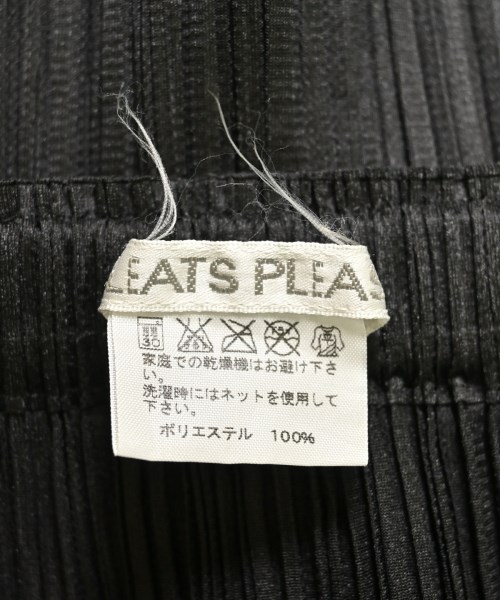 LEATS PLEAS
30
家庭での乾燥機はお避け下さ
い。
洗濯時にはネットを使用して
下さい。
ポリエステル 100%